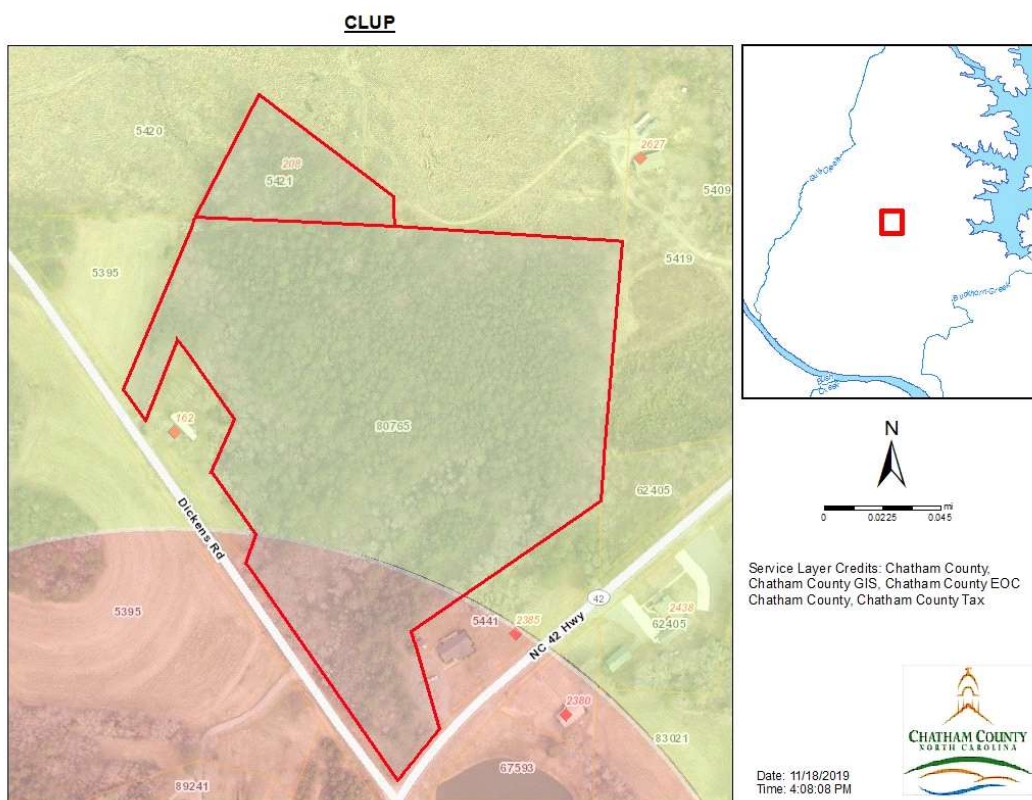 CLUP
5420
208
5421
2627
5409
5419
5395
162
80765
62405
Dickens Rd
42
NC 42 Hwy
5395
5441
2385
2438
62405
2380
83021
67593
89241
Buckhorn Creek
N
mi
0 0.0225 0.045
Service Layer Credits: Chatham County,
Chatham County GIS, Chatham County EOC
Chatham County, Chatham County Tax
CHATHAM COUNTY
NORTH CAROLINA
Date: 11/18/2019
Time: 4:08:08 PM